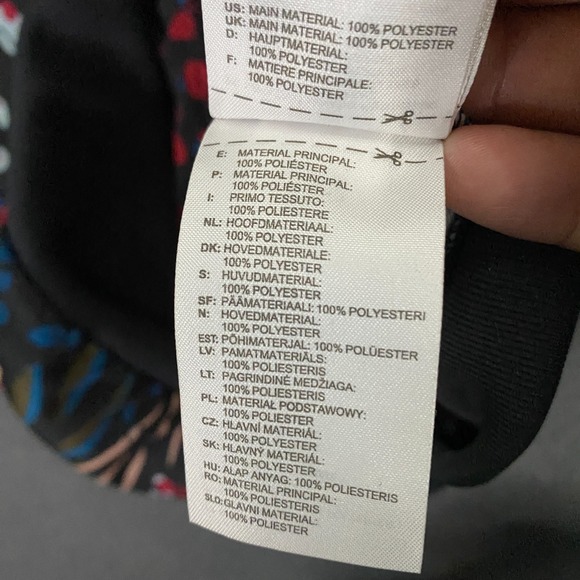 US: MAIN MATERIAL: 100% POLYESTER
UK: MAIN MATERIAL: 100% POLYESTER
D: HAUPTMATERIAL:
100% POLYESTER
F: MATIERE PRINCIPALE:
100% POLYESTER
E: MATERIAL PRINCIPAL:
100% POLIÉSTER
P: MATERIAL PRINCIPAL:
100% POLIÉSTER
I: PRIMO TESSUTO:
100% POLIESTERE
NL: HOOFDMATERIAAL:
100% POLYESTER
DK: HOVEDMATERIALE:
100% POLYESTER
S: HUVUDMATERIAL:
100% POLYESTER
SF: PÄÄMATERIAALI: 100% POLYESTERI
N: HOVEDMATERIAL:
100% POLYESTER
EST: PÕHIMATERJAL: 100% POLÜESTER
LV: PAMATMATERIĀLS:
100% POLIESTERIS
LT: PAGRINDINĖ MEDŽIAGA:
100% POLIESTERIS
PL: MATERIAŁ PODSTAWOWY:
100% POLIESTER
CZ: HLAVNÍ MATERIÁL:
100% POLYESTER
SK: HLAVNÝ MATERIÁL:
100% POLYESTER
HU: ALAP ANYAG: 100% POLIESTERIS
RO: MATERIAL PRINCIPAL:
100% POLIESTERIS
SLO: GLAVNI MATERIAL:
100% POLIESTER